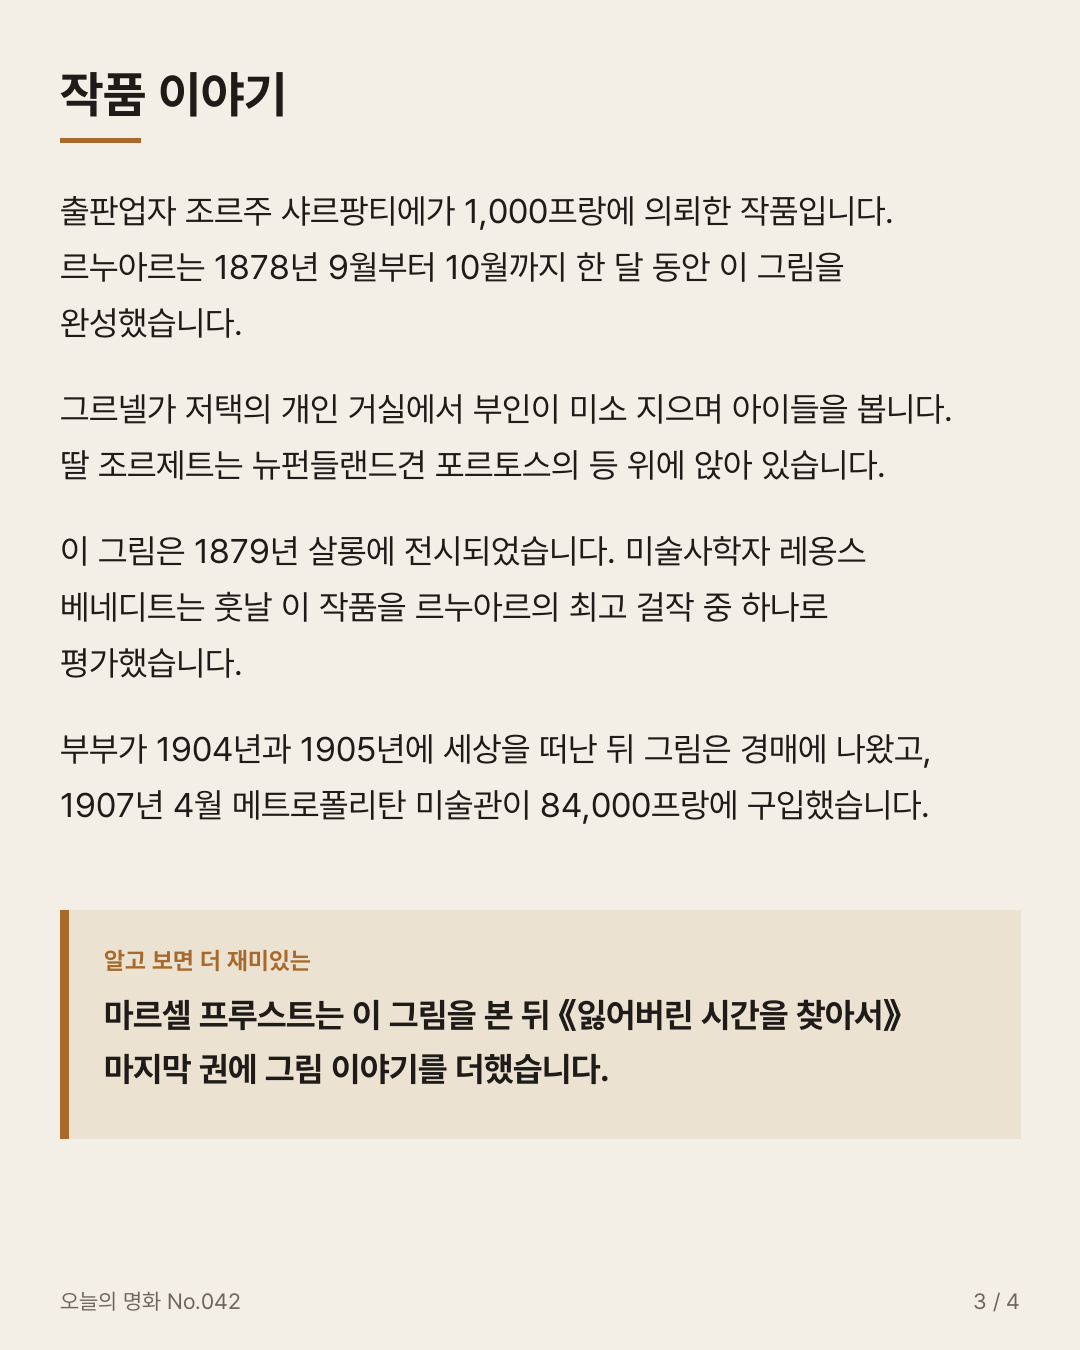 작품 이야기
출판업자 조르주 샤르팡티에가 1,000프랑에 의뢰한 작품입니다.
르누아르는 1878년 9월부터 10월까지 한 달 동안 이 그림을
완성했습니다.
그르넬가 저택의 개인 거실에서 부인이 미소 지으며 아이들을 봅니다.
딸 조르제트는 뉴펀들랜드견 포르토스의 등 위에 앉아 있습니다.
이 그림은 1879년 살롱에 전시되었습니다. 미술사학자 레옹스
베네디트는 훗날 이 작품을 르누아르의 최고 걸작 중 하나로
평가했습니다.
부부가 1904년과 1905년에 세상을 떠난 뒤 그림은 경매에 나왔고,
1907년 4월 메트로폴리탄 미술관이 84,000프랑에 구입했습니다.
알고 보면 더 재미있는
마르셀 프루스트는 이 그림을 본 뒤 《잃어버린 시간을 찾아서》
마지막 권에 그림 이야기를 더했습니다.
오늘의 명화 No.042
3 / 4